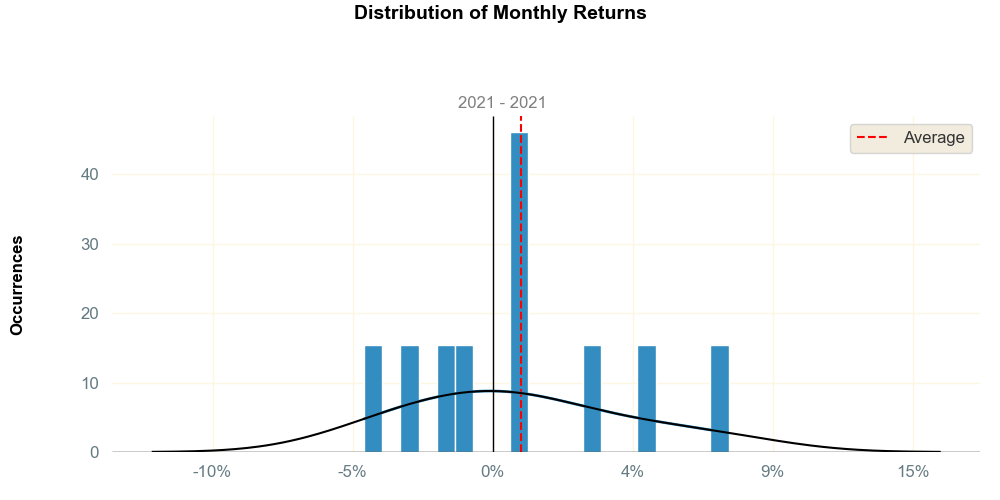 Distribution of Monthly Returns
2021 - 2021
Average
Occurrences
40
30
20
10
0
-10% -5% 0% 4% 9% 15%